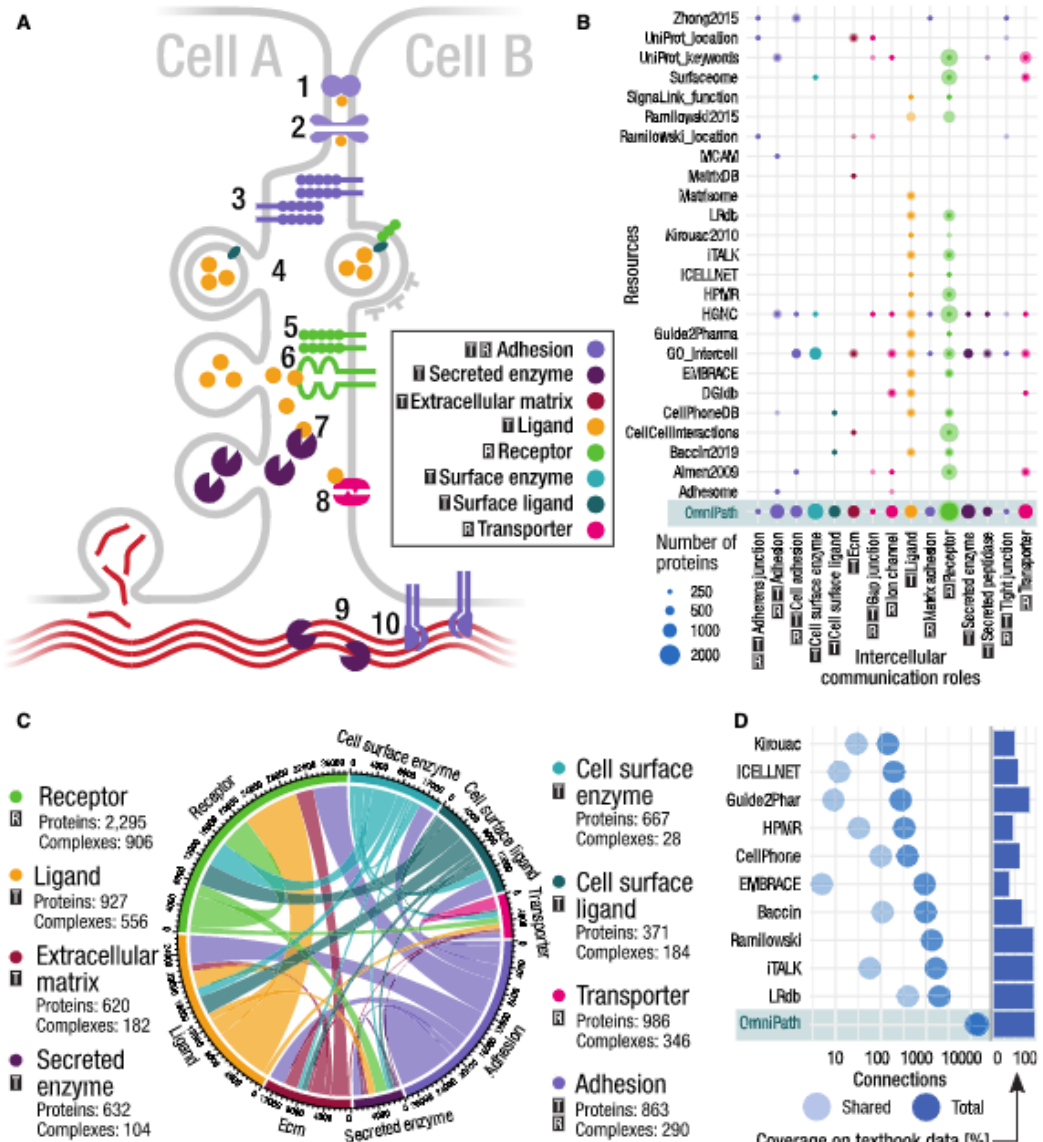 A
Cell A
Cell B
1
2
3
4
5
6
7
8
9
10
T R Adhesion
T Secreted enzyme
T Extracellular matrix
T Ligand
R Receptor
T Surface enzyme
T Surface ligand
R Transporter
B
Resources
Zhong2015
UniProt_location
UniProt_keywords
Surfaceome
SignaLink_function
Ramilowski2015
Ramilowski_location
MCAM
MatrixDB
Matrisome
LRdb
Kirouac2010
iTALK
ICELLNET
HPMR
HGNC
Guide2Pharma
GO_Intercell
EMBRACE
DGIdb
CellPhoneDB
CellCellInteractions
Baccin2019
Almen2009
Adhesome
OmniPath
Number of
proteins
250
500
1000
2000
R T Adherens junction
R T Adhesion
R T Cell adhesion
T Cell surface enzyme
T Cell surface ligand
T Ecm
R T Gap junction
R Ion channel
T Ligand
R Matrix adhesion
R Receptor
T Secreted enzyme
T Secreted peptidase
R T Tight junction
R Transporter
Intercellular
communication roles
C
Receptor
R
Proteins: 2,295
Complexes: 906
Ligand
T
Proteins: 927
Complexes: 556
Extracellular
matrix
T
Proteins: 620
Complexes: 182
Secreted
enzyme
T
Proteins: 632
Complexes: 104
Receptor
Cell surface enzyme
Cell surface ligand
Transporter
Adhesion
Secreted enzyme
Ecm
Ligand
Cell surface
enzyme
T
Proteins: 667
Complexes: 28
Cell surface
ligand
T
Proteins: 371
Complexes: 184
Transporter
R
Proteins: 986
Complexes: 346
Adhesion
T
R
Proteins: 863
Complexes: 290
D
Kirouac
ICELLNET
Guide2Phar
HPMR
CellPhone
EMBRACE
Baccin
Ramilowski
iTALK
LRdb
OmniPath
10 100 1000 10000 0 100
Connections
Shared Total
Coverage on textbook data [%]